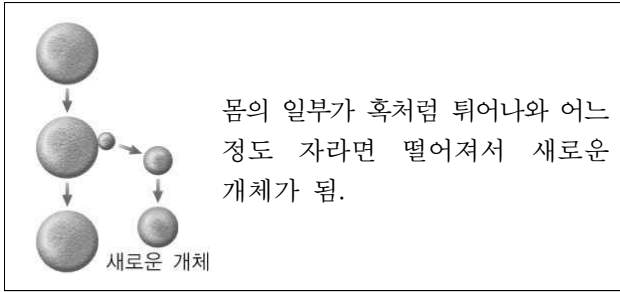 몸의 일부가 혹처럼 튀어나와 어느
정도 자라면 떨어져서 새로운
개체가 됨.
새로운 개체